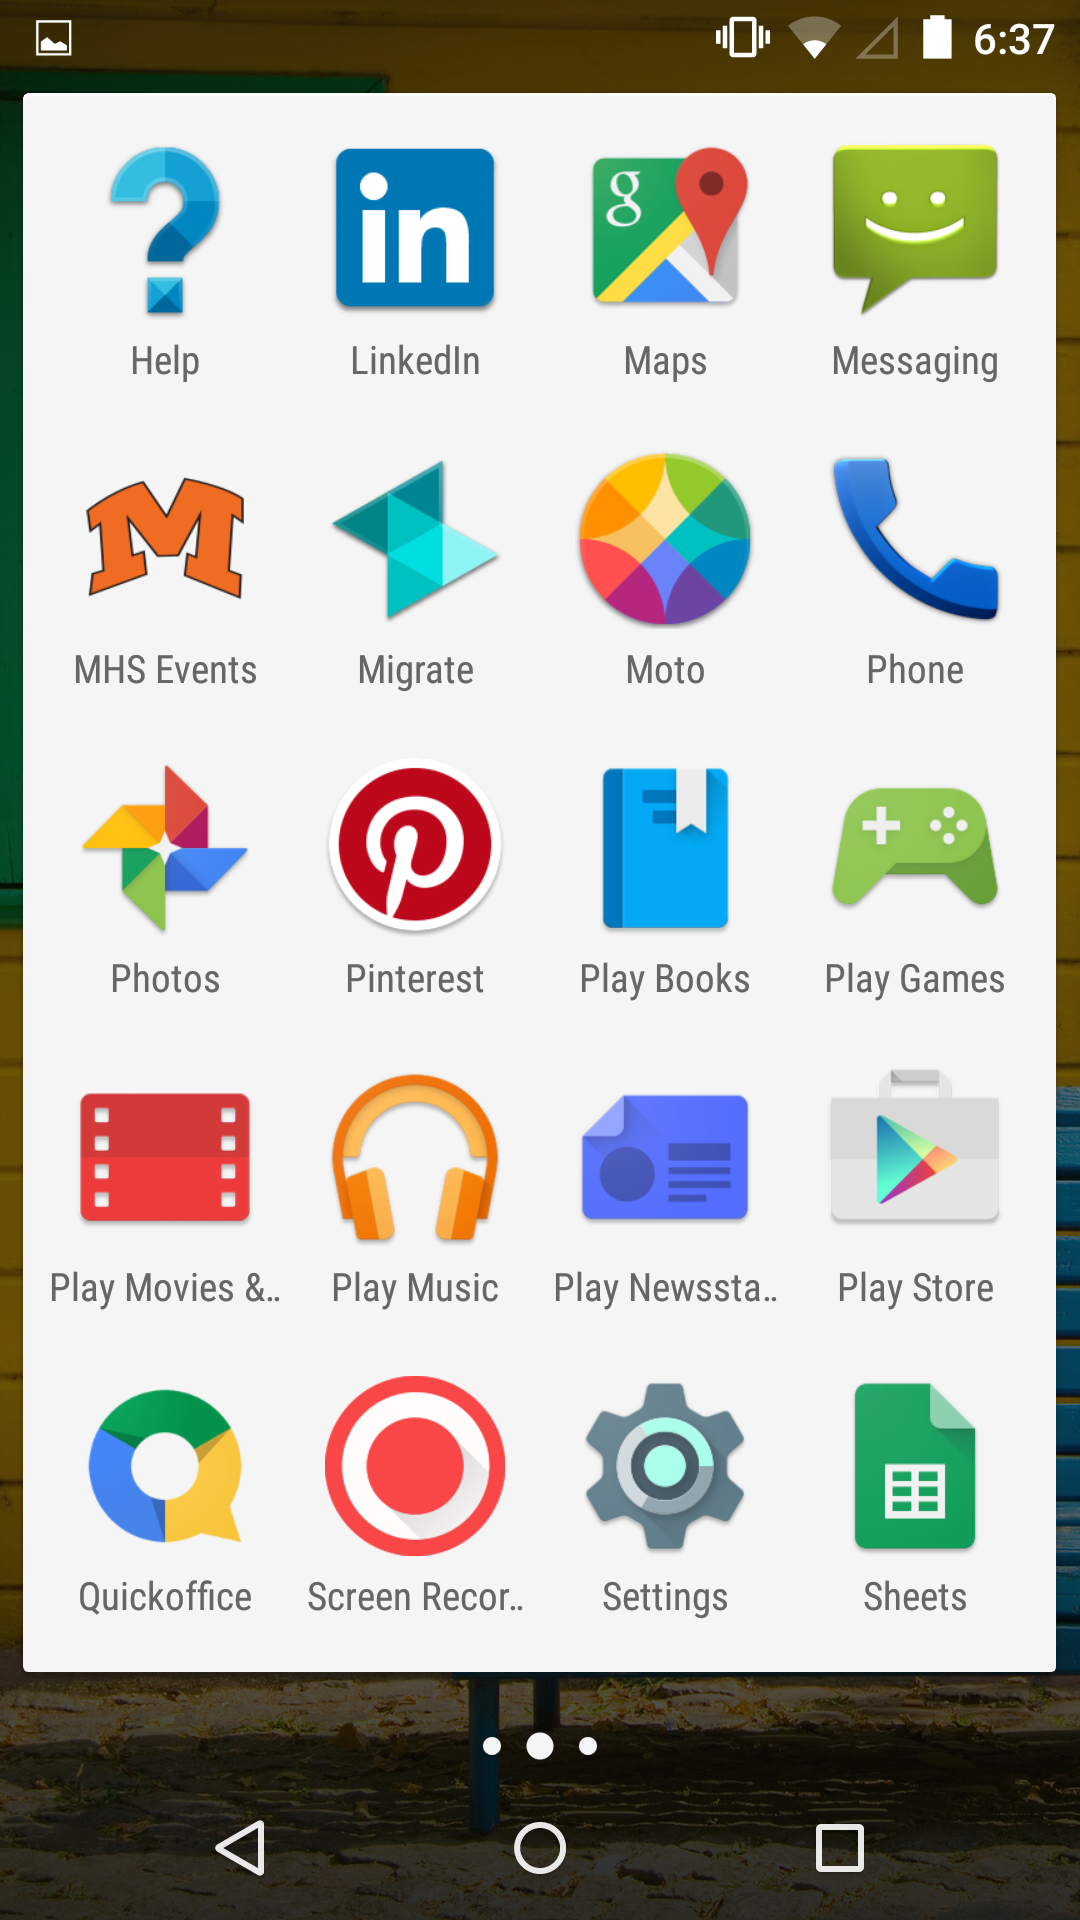 6:37
in
g
Help
LinkedIn
Maps
Messaging
M
MHS Events
Migrate
Moto
Phone
Photos
Pinterest
Play Books
Play Games
Play Movies &..
Play Music
Play Newssta..
Play Store
Quickoffice
Screen Recor..
Settings
Sheets